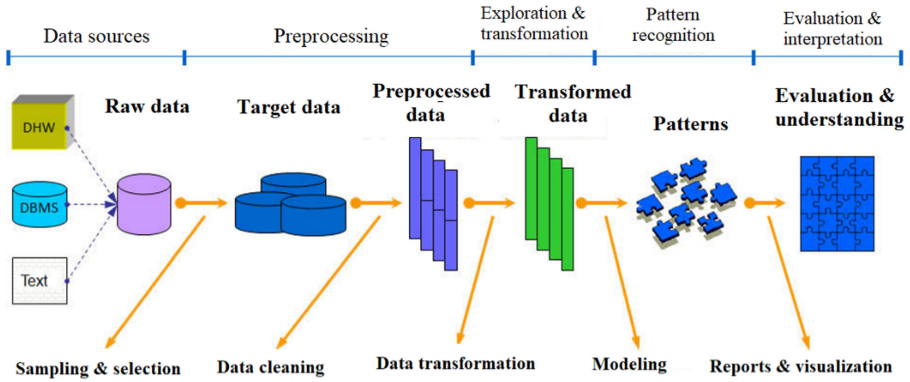 Data sources
Preprocessing
Exploration &
transformation
Pattern
recognition
Evaluation &
interpretation
Raw data
Target data
Preprocessed
data
Transformed
data
Patterns
Evaluation &
understanding
DHW
DBMS
Text
Sampling & selection
Data cleaning
Data transformation
Modeling
Reports & visualization